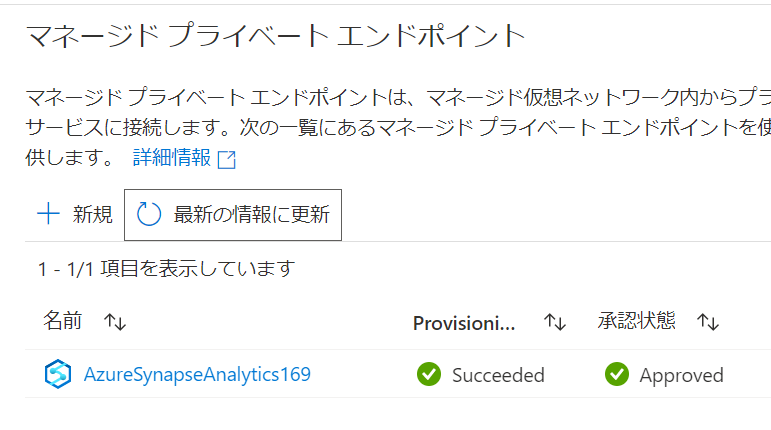 マネージド プライベート エンドポイント
マネージド プライベート エンドポイントは、マネージド仮想ネットワーク内からプラ
サービスに接続します。次の一覧にあるマネージド プライベート エンドポイントを使
供します。 詳細情報
新規 最新の情報に更新
1 - 1/1 項目を表示しています
名前 Provisioni... 承認状態
AzureSynapseAnalytics169 Succeeded Approved